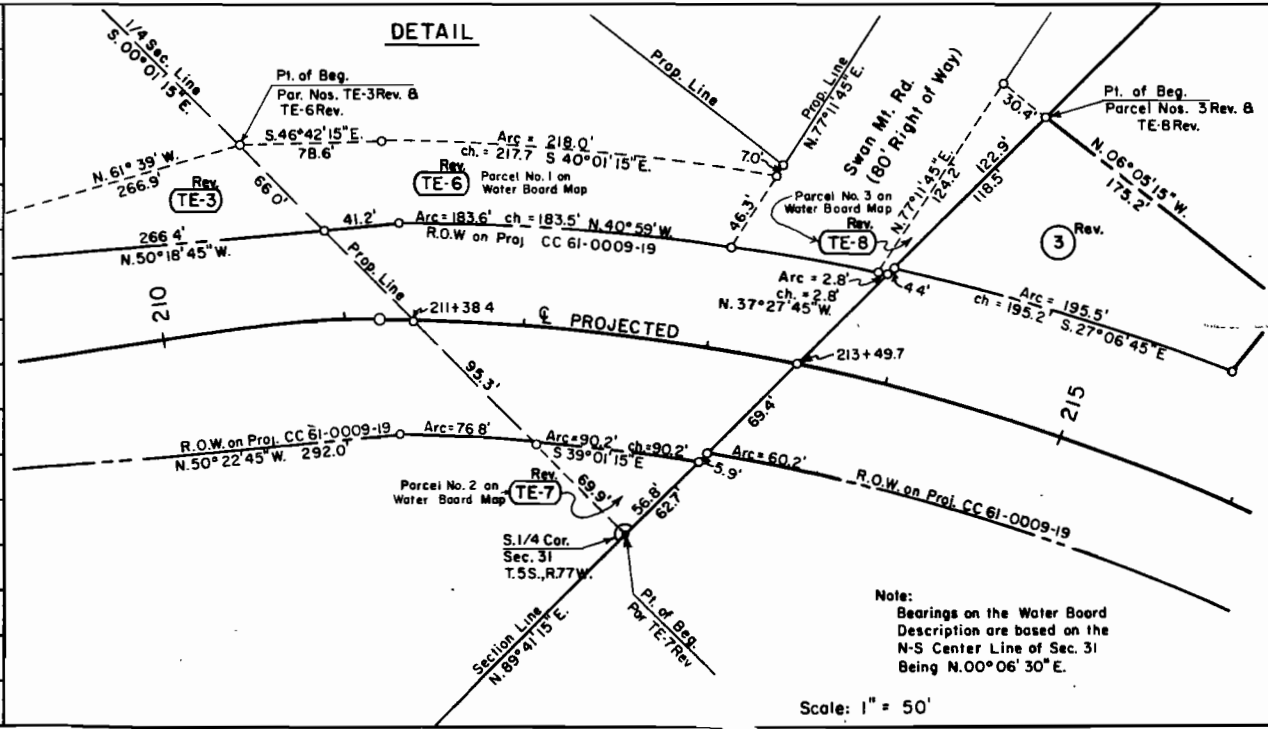 DETAIL
1/4 Sec. Line
S. 00°01'15"E.
Pt. of Beg.
Par. Nos. TE-3Rev. &
TE-6Rev.
S.46°42'15"E.
78.6'
Arc = 218.0'
ch. = 217.7' S 40°01'15"E.
N. 61° 39' W.
266.9'
Rev.
TE-3
Rev.
TE-6
Parcel No. 1 on
Water Board Map
66.0'
41.2'
Arc = 183.6' ch = 183.5' N.40°59' W.
R.O.W on Proj CC 61-0009-19
266 4'
N.50°18'45"W.
Prop. Line
Prop. Line
Prop. Line
N.77°11'45"E.
7.0'
46.3'
Swan Mt. Rd.
(80' Right of Way)
Parcel No. 3 on
Water Board Map
Rev.
TE-8
N.77°11'45"E.
124.2'
30.4'
122.9'
118.5'
Pt. of Beg.
Parcel Nos. 3 Rev. &
TE-8 Rev.
N. 06°05'15"W.
175.2'
3 Rev.
Arc = 2.8'
ch. = 2.8'
N. 37°27'45"W.
4.4'
Arc = 195.5'
ch = 195.2' S. 27°06'45"E
210
211+38 4
℄ PROJECTED
213+49.7
215
95.3'
69.4'
R.O.W. on Proj. CC 61-0009-19
N.50°22'45"W. 292.0'
Arc=76.8'
Arc=90.2' ch=90.2'
S 39°01'15"E
5.9'
Arc=60.2'
R.O.W. on Proj. CC 61-0009-19
Parcel No. 2 on
Water Board Map
Rev.
TE-7
69.9'
56.8'
62.7'
S.1/4 Cor.
Sec. 31
T.5S.,R.77W.
Pt. of Beg.
Par TE-7Rev
Section Line
N.89°41'15"E.
Note:
Bearings on the Water Board
Description are based on the
N-S Center Line of Sec. 31
Being N.00°06'30"E.
Scale: 1" = 50'